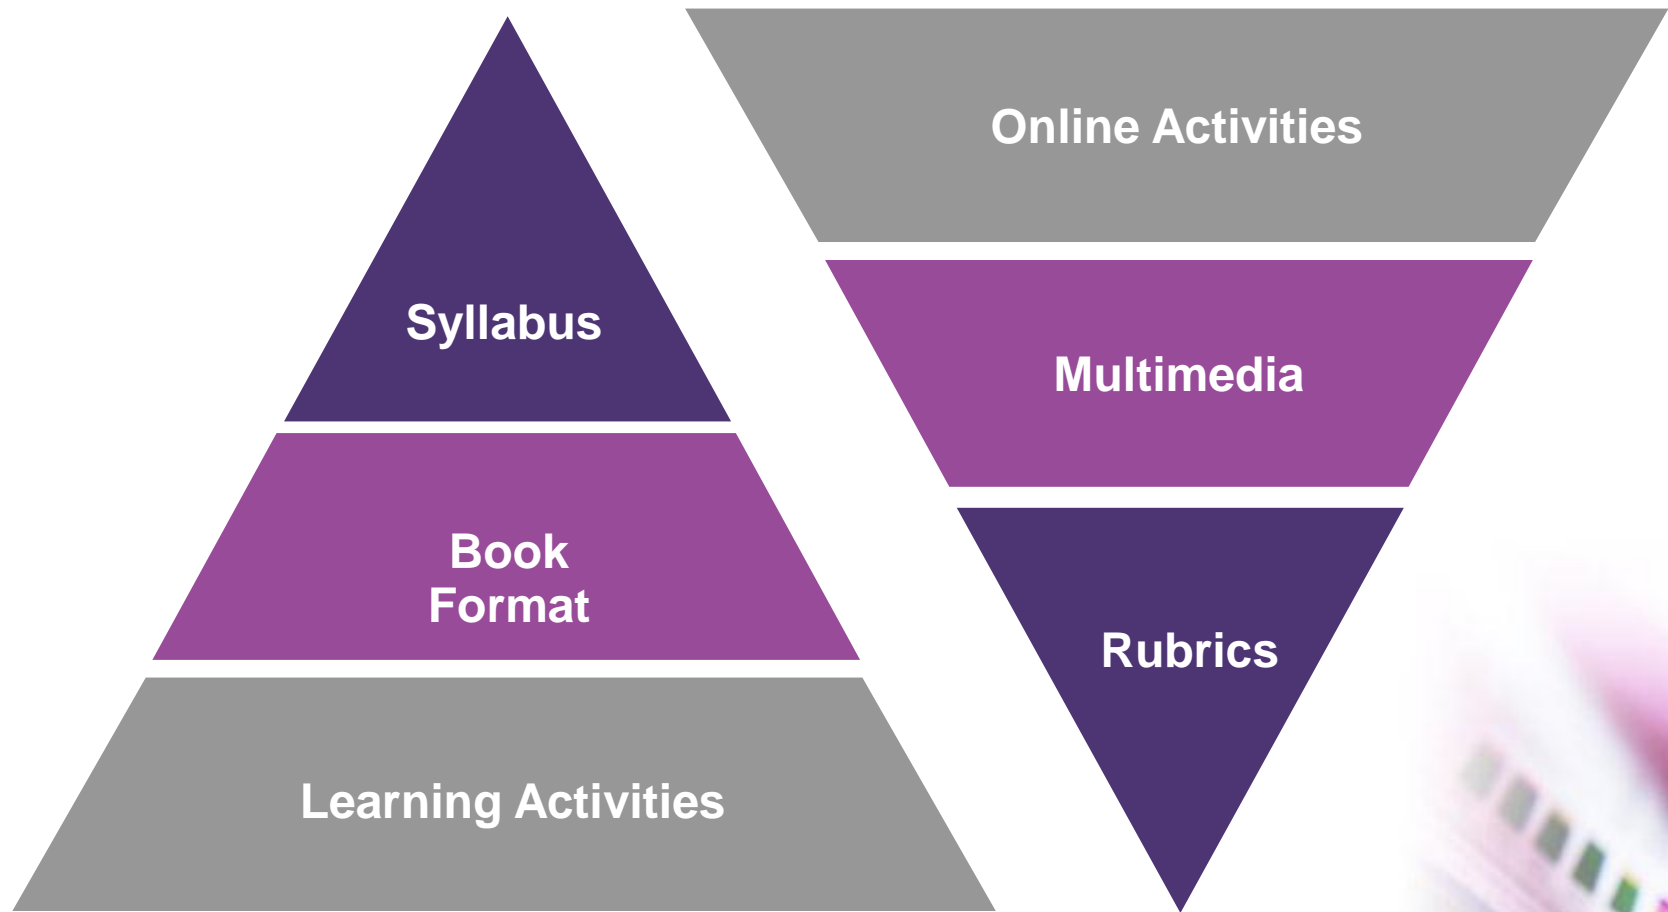 Syllabus
Book
Format
Learning Activities
Online Activities
Multimedia
Rubrics